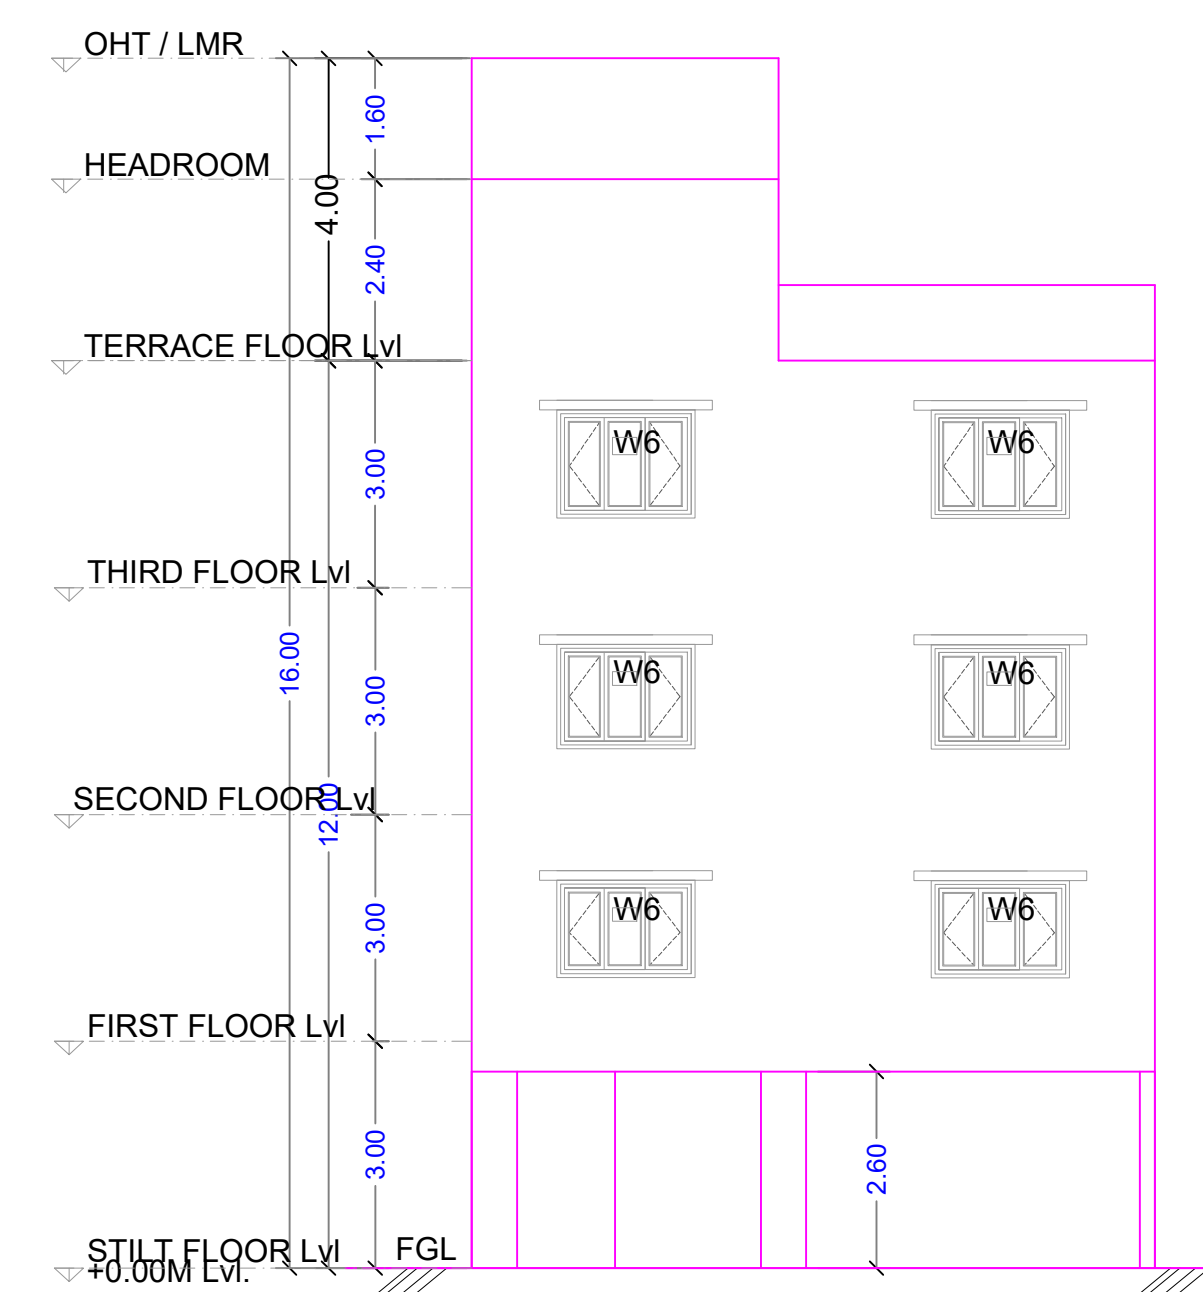 OHT / LMR
1.60
HEADROOM
4.00
2.40
TERRACE FLOOR Lvl
W6 W6
3.00
THIRD FLOOR Lvl
16.00
W6 W6
3.00
SECOND FLOOR Lvl
12.00
W6 W6
3.00
FIRST FLOOR Lvl
3.00
2.60
STILT FLOOR Lvl FGL
+0.00M Lvl.